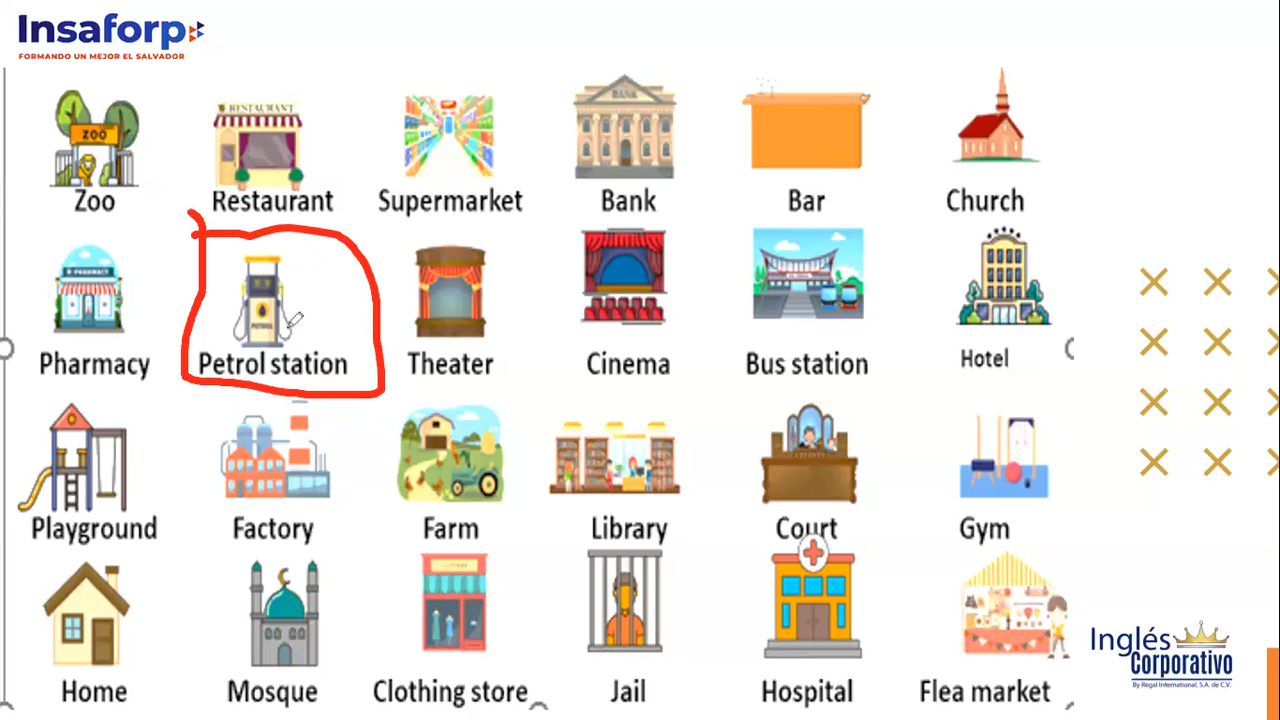 Insaforp
FORMANDO UN MEJOR EL SALVADOR
ZOO
RESTAURANT
BANK
Zoo
Restaurant
Supermarket
Bank
Bar
Church
PHARMACY
PETROL
Pharmacy
Petrol station
Theater
Cinema
Bus station
Hotel
Playground
Factory
Farm
Library
Court
Gym
Home
Mosque
Clothing store
Jail
Hospital
Flea market
Inglés
Corporativo
By Regal International, S.A. de C.V.